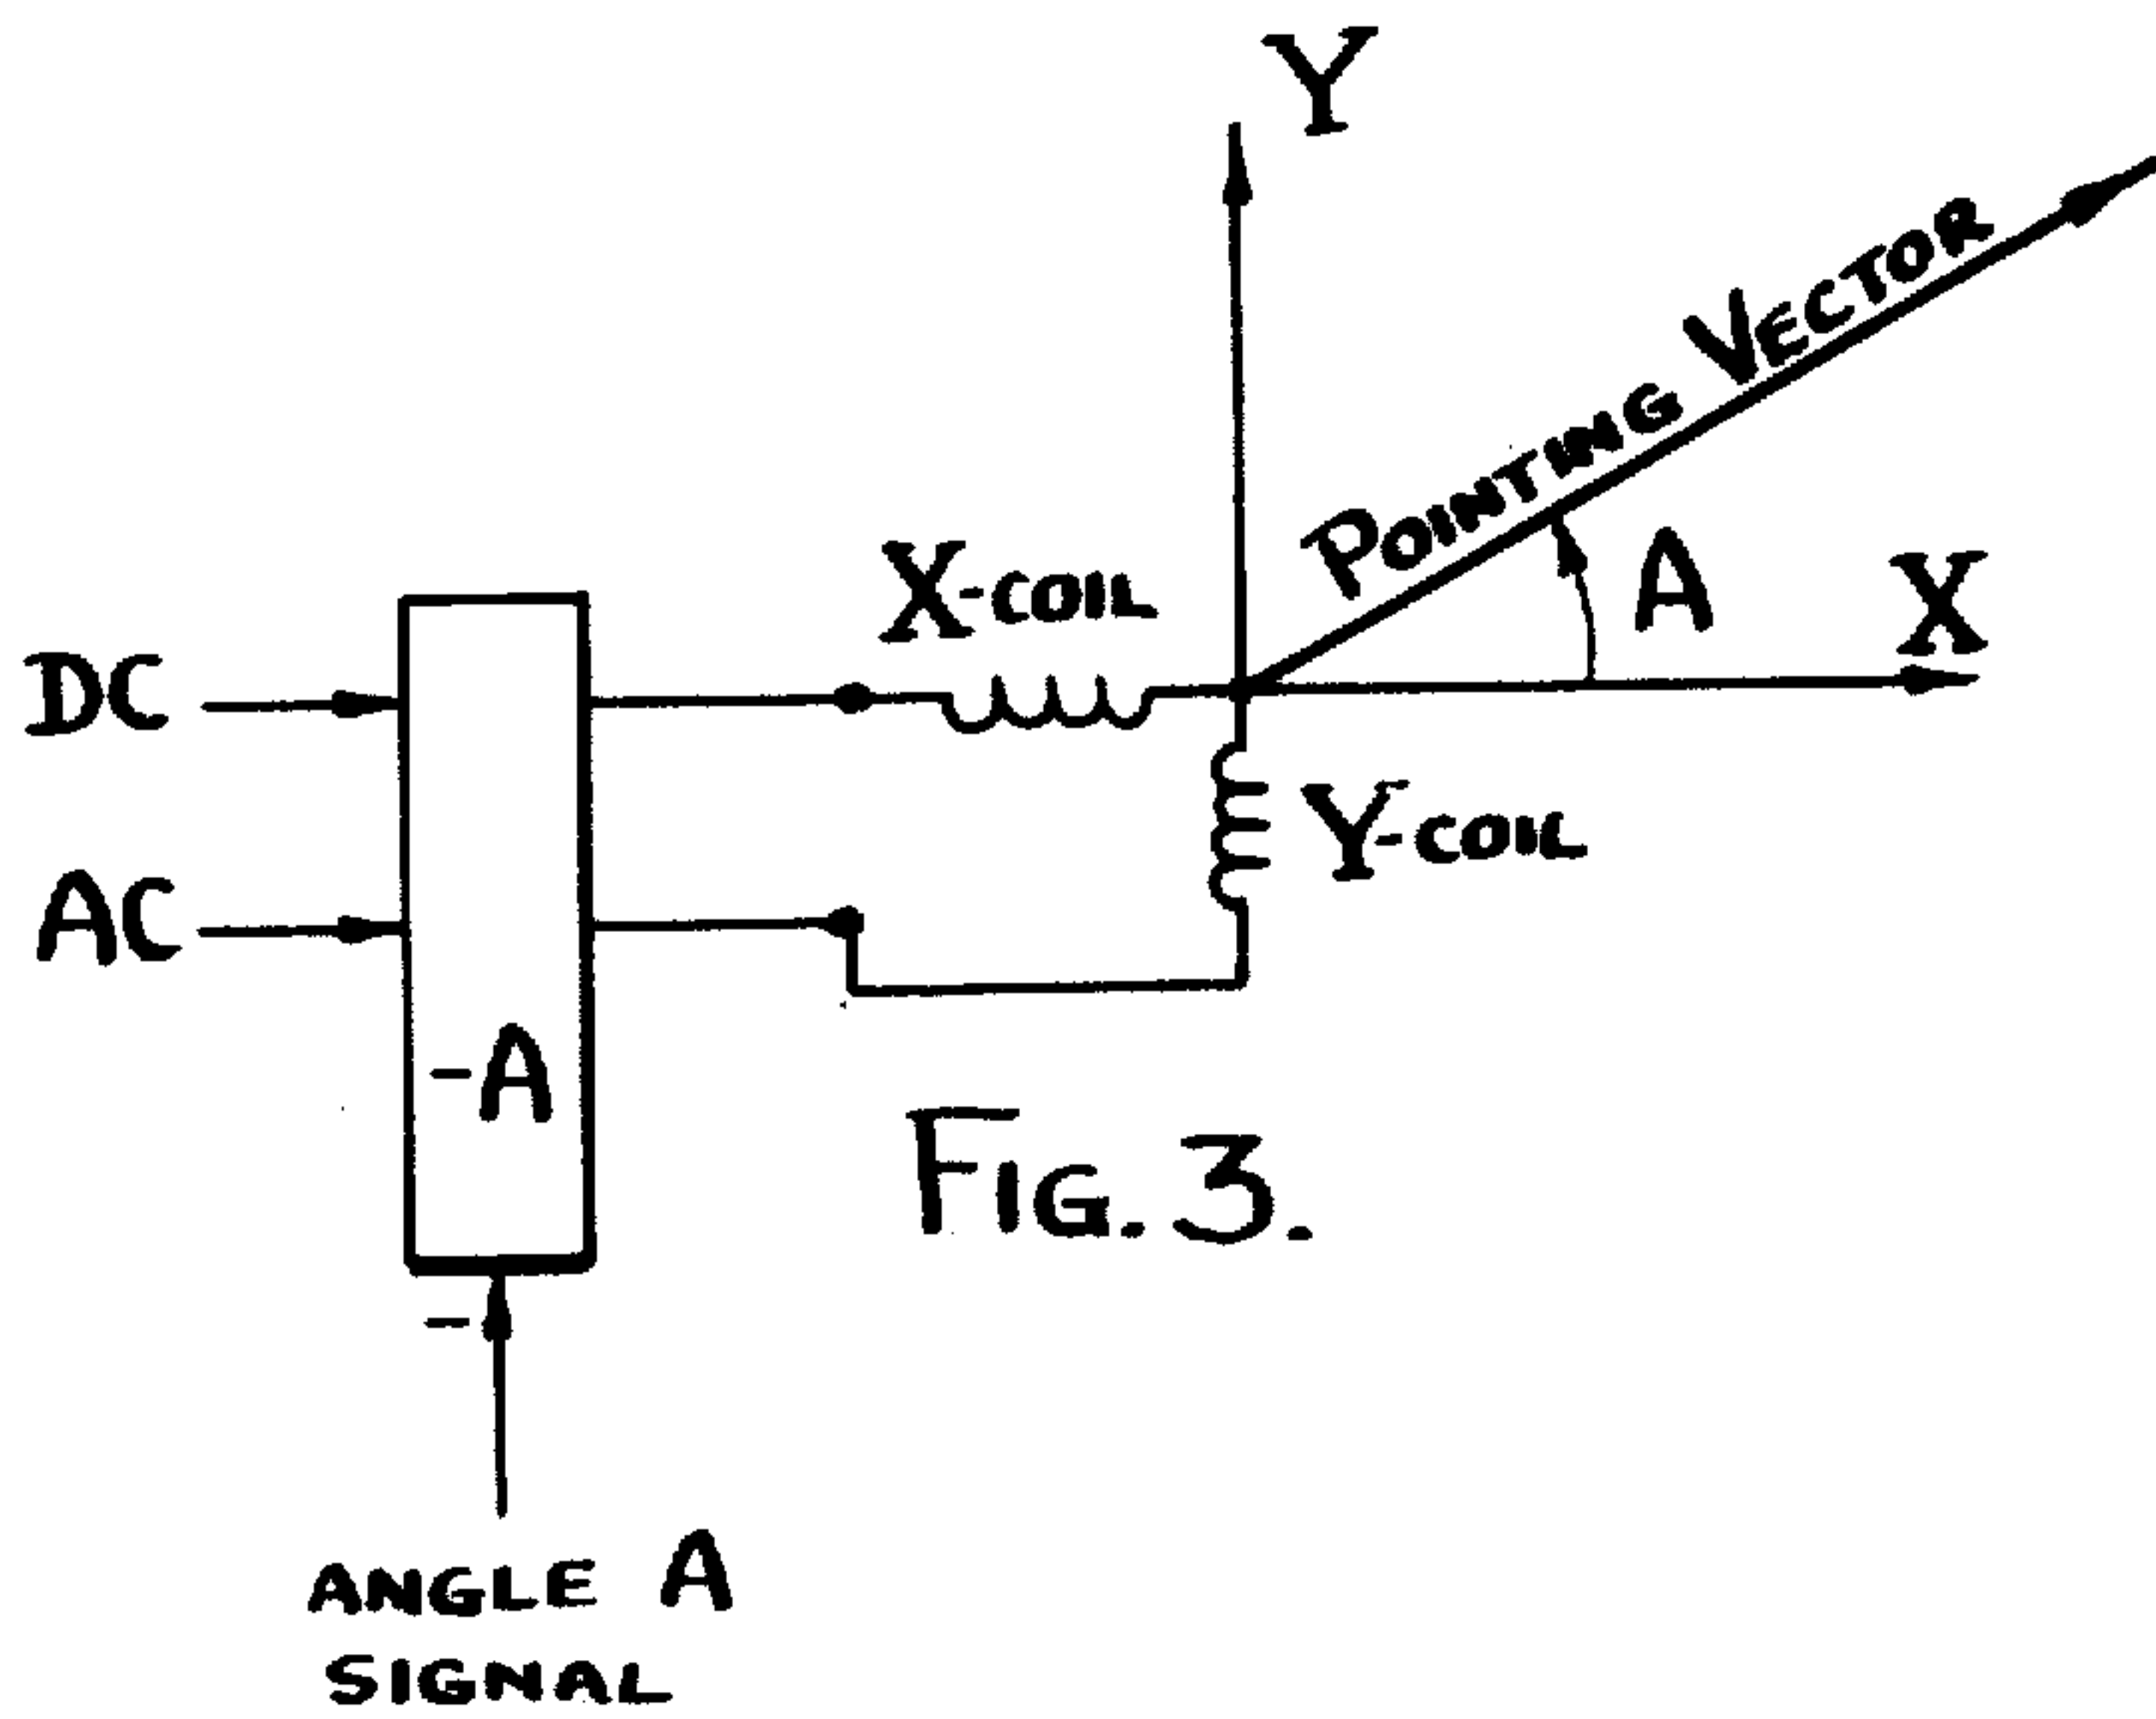 Y
POINTING VECTOR
X-COIL
A
X
DC
Y-COIL
AC
-A
FIG. 3.
-
ANGLE A
SIGNAL